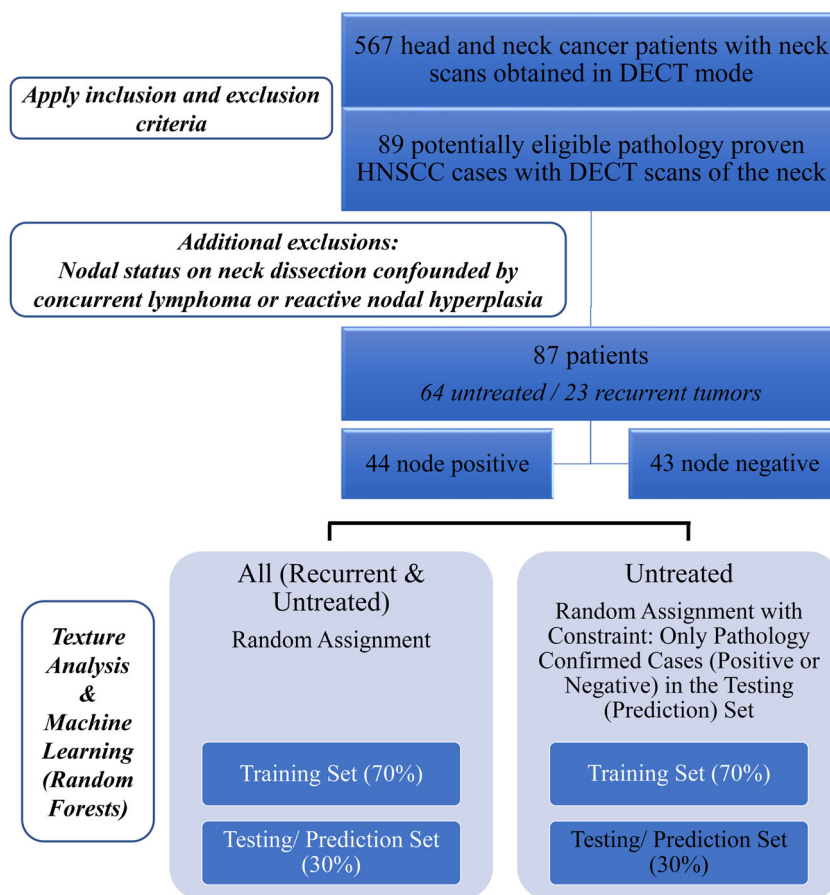 567 head and neck cancer patients with neck
scans obtained in DECT mode
Apply inclusion and exclusion
criteria
89 potentially eligible pathology proven
HNSCC cases with DECT scans of the neck
Additional exclusions:
Nodal status on neck dissection confounded by
concurrent lymphoma or reactive nodal hyperplasia
87 patients
64 untreated / 23 recurrent tumors
44 node positive
43 node negative
Texture
Analysis
&
Machine
Learning
(Random
Forests)
All (Recurrent &
Untreated)
Random Assignment
Training Set (70%)
Testing/ Prediction Set
(30%)
Untreated
Random Assignment with
Constraint: Only Pathology
Confirmed Cases (Positive or
Negative) in the Testing
(Prediction) Set
Training Set (70%)
Testing/ Prediction Set
(30%)